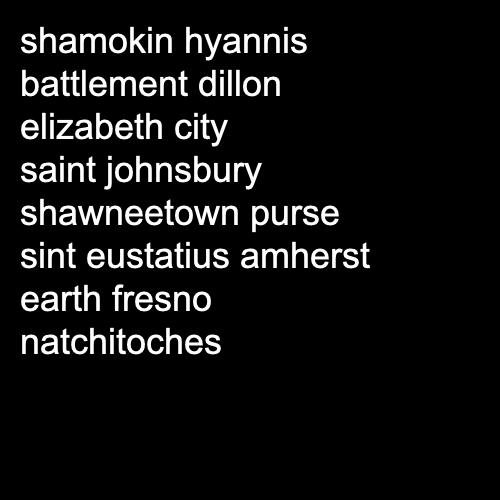 shamokin hyannis
battlement dillon
elizabeth city
saint johnsbury
shawneetown purse
sint eustatius amherst
earth fresno
natchitoches